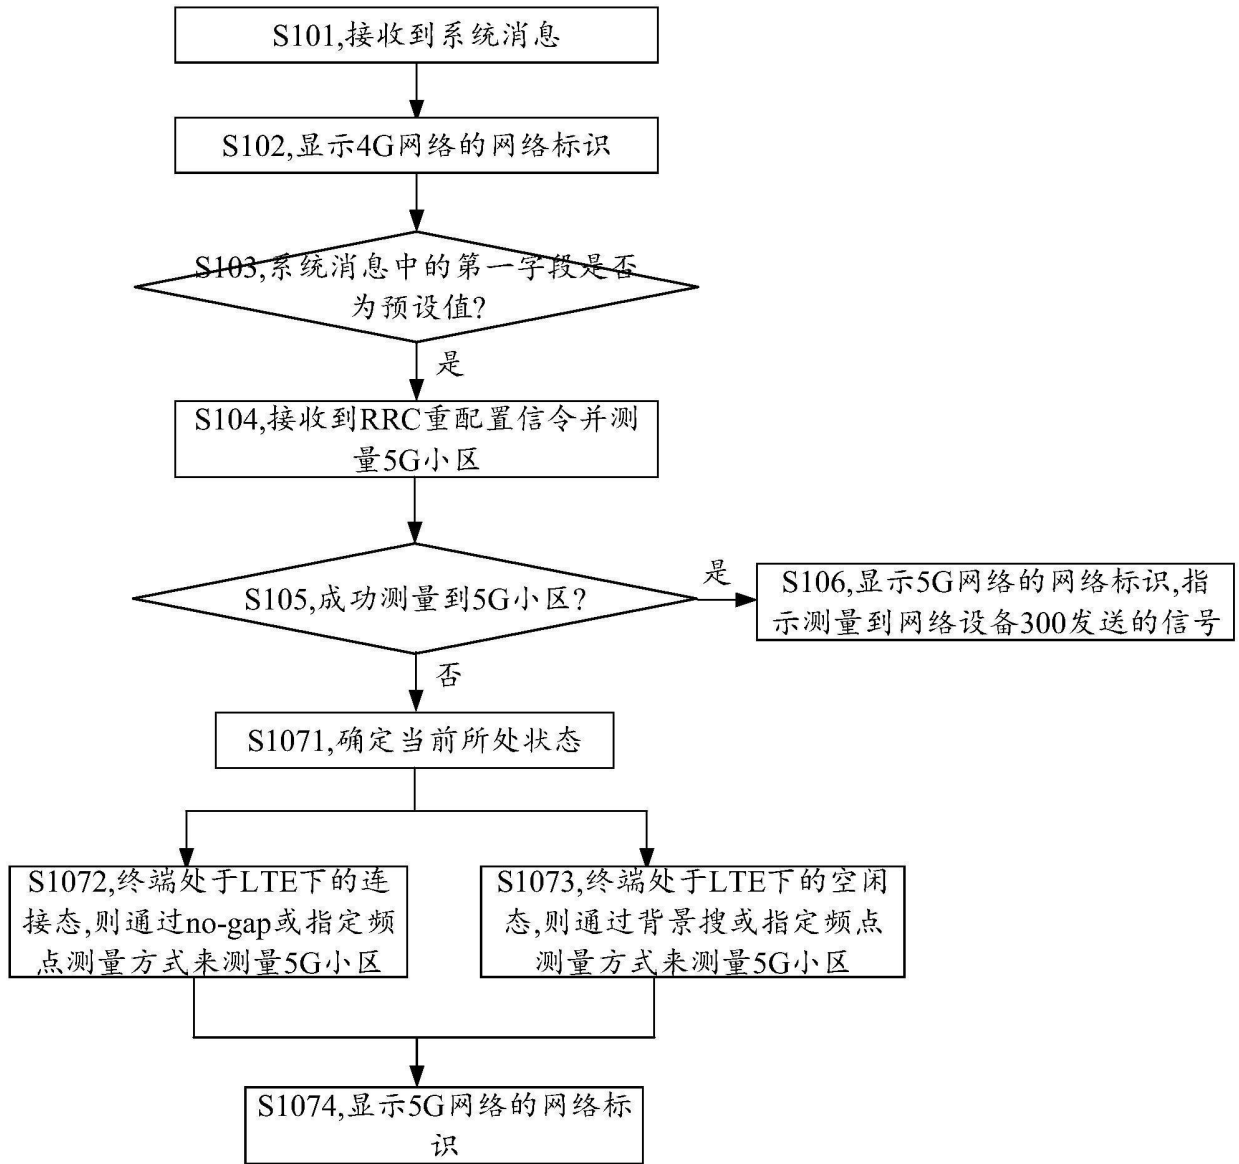 S101,接收到系统消息
S102,显示4G网络的网络标识
S103,系统消息中的第一字段是否
为预设值?
是
S104,接收到RRC重配置信令并测
量5G小区
S105,成功测量到5G小区?
是
S106,显示5G网络的网络标识,指
示测量到网络设备300发送的信号
否
S1071,确定当前所处状态
S1072,终端处于LTE下的连
接态,则通过no-gap或指定频
点测量方式来测量5G小区
S1073,终端处于LTE下的空闲
态,则通过背景搜或指定频点
测量方式来测量5G小区
S1074,显示5G网络的网络标
识